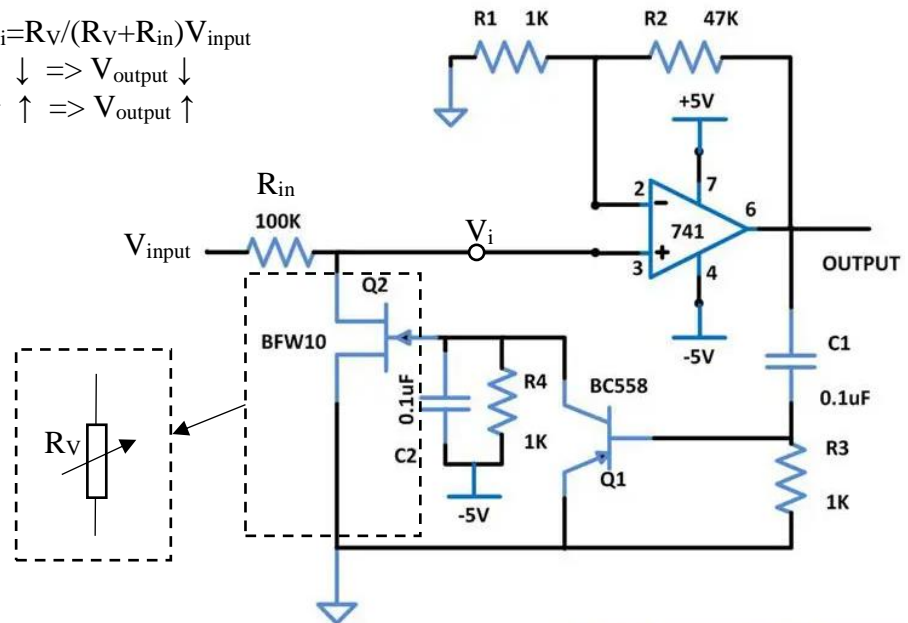 i=RV/(RV+Rin)Vinput
↓ => Voutput ↓
↑ => Voutput ↑
R1 1K
R2 47K
+5V
Rin
100K
Vinput
Vi
2
-
7
6
741
3
+
4
OUTPUT
-5V
Q2
BFW10
0.1uF
C2
R4
1K
-5V
BC558
Q1
C1
0.1uF
R3
1K
RV